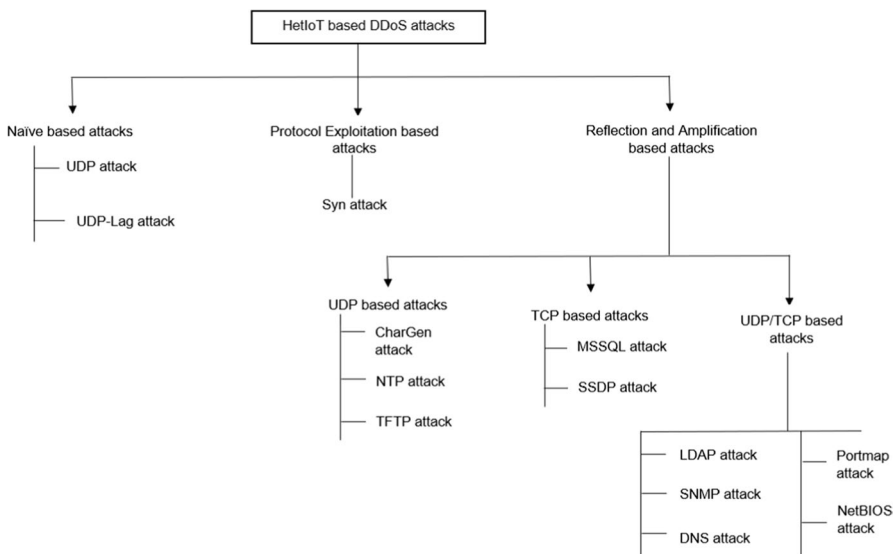 HetIoT based DDoS attacks
Naïve based attacks
UDP attack
UDP-Lag attack
Protocol Exploitation based
attacks
Syn attack
Reflection and Amplification
based attacks
UDP based attacks
CharGen
attack
NTP attack
TFTP attack
TCP based attacks
MSSQL attack
SSDP attack
UDP/TCP based
attacks
LDAP attack
SNMP attack
DNS attack
Portmap
attack
NetBIOS
attack